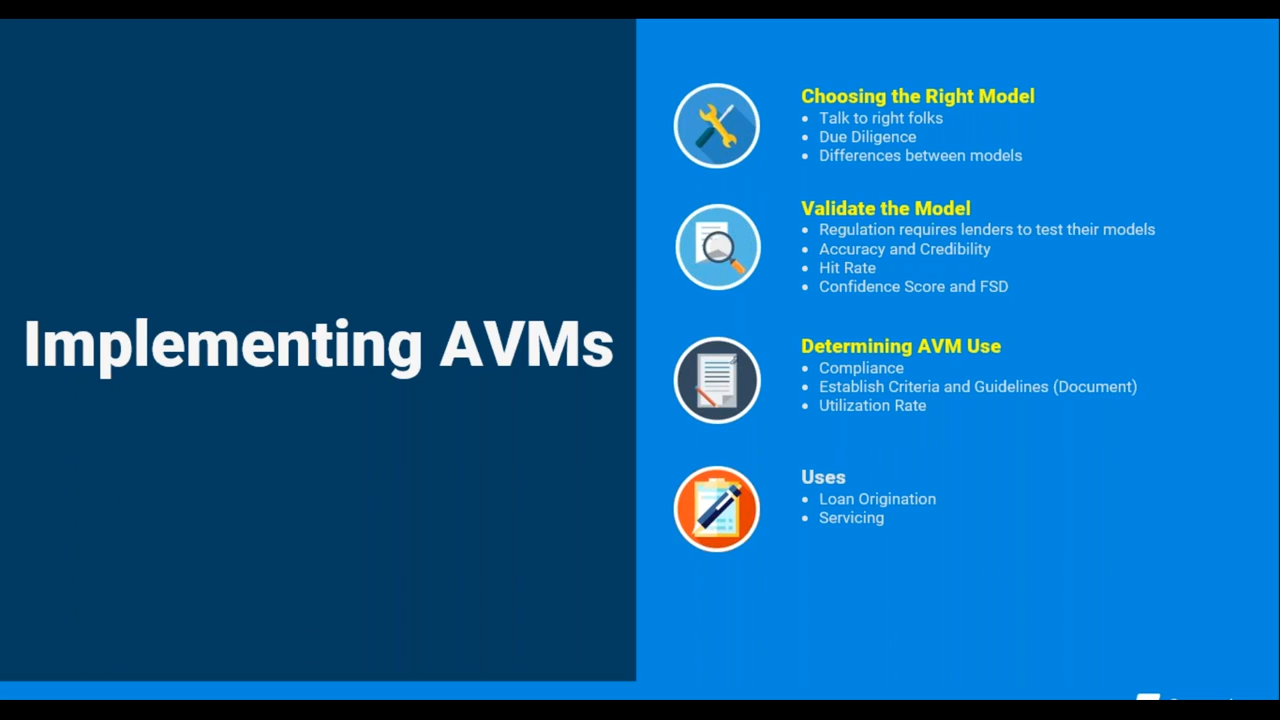 Implementing AVMs
Choosing the Right Model
• Talk to right folks
• Due Diligence
• Differences between models
Validate the Model
• Regulation requires lenders to test their models
• Accuracy and Credibility
• Hit Rate
• Confidence Score and FSD
Determining AVM Use
• Compliance
• Establish Criteria and Guidelines (Document)
• Utilization Rate
Uses
• Loan Origination
• Servicing